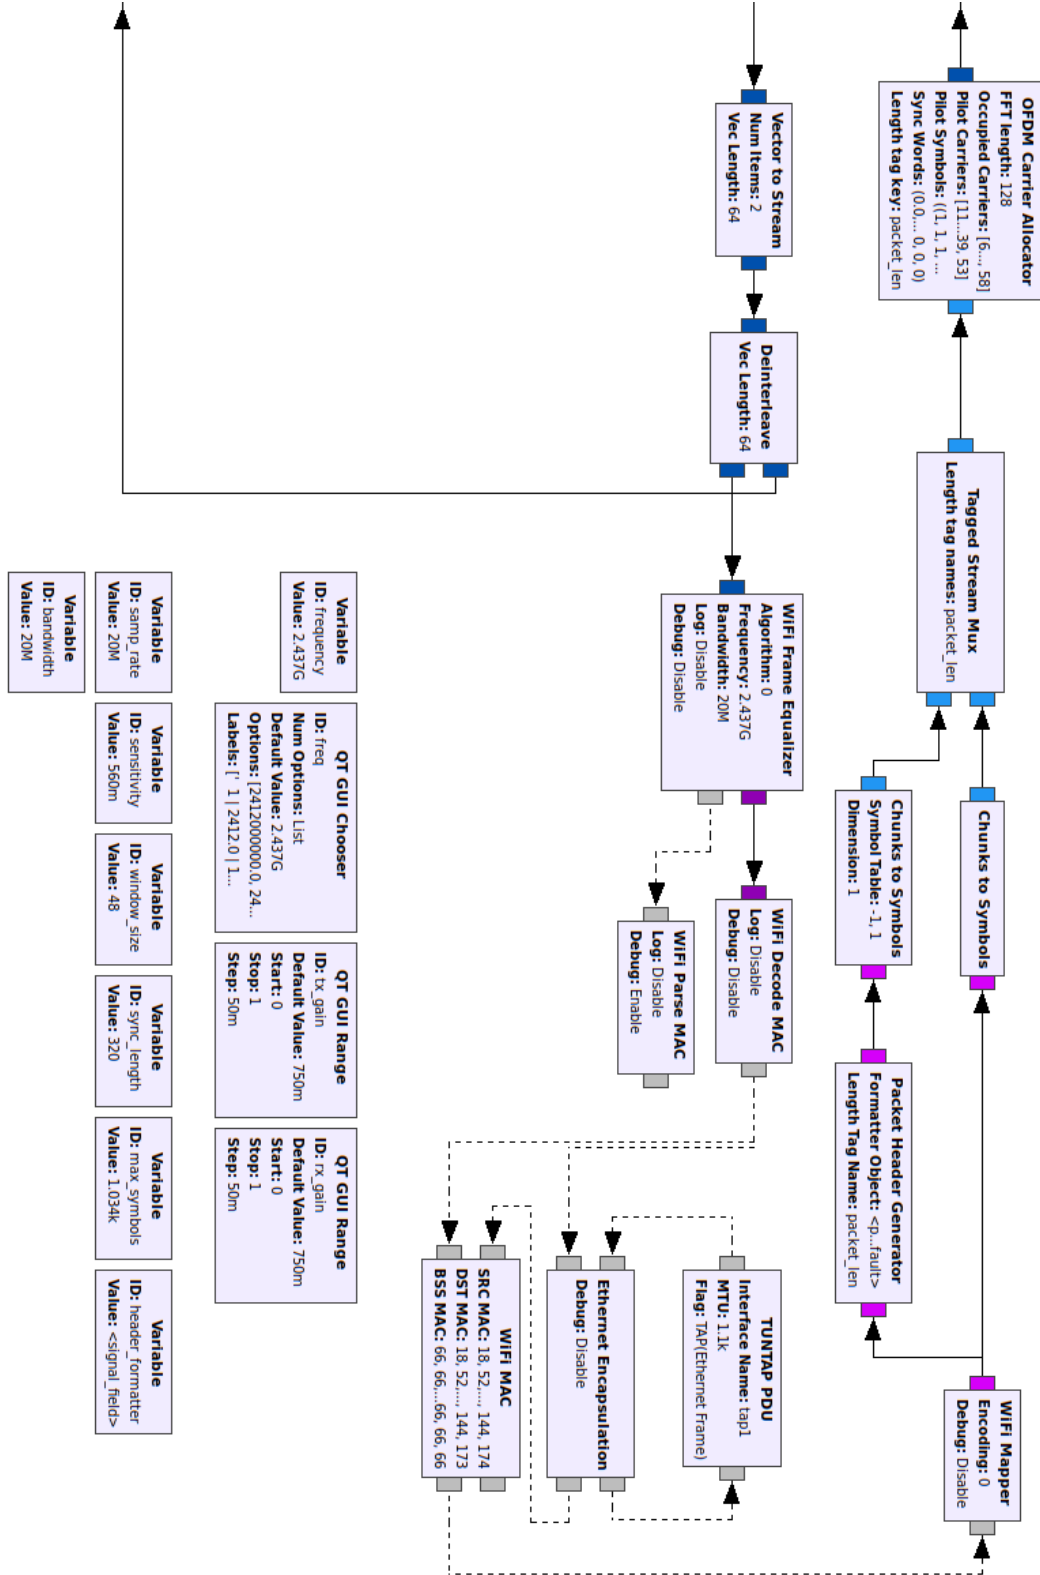 OFDM Carrier Allocator
FFT length: 128
Occupied Carriers: [6..., 58]
Pilot Carriers: [11...39, 53]
Pilot Symbols: ((1, 1, 1, ...
Sync Words: (0.0,... 0, 0, 0)
Length tag key: packet_len
Tagged Stream Mux
Length tag names: packet_len
Chunks to Symbols
Chunks to Symbols
Symbol Table: -1, 1
Dimension: 1
Packet Header Generator
Formatter Object: <p...fault>
Length Tag Name: packet_len
WiFi Mapper
Encoding: 0
Debug: Disable
Vector to Stream
Num Items: 2
Vec Length: 64
Deinterleave
Vec Length: 64
WiFi Frame Equalizer
Algorithm: 0
Frequency: 2.437G
Bandwidth: 20M
Log: Disable
Debug: Disable
WiFi Decode MAC
Log: Disable
Debug: Disable
WiFi Parse MAC
Log: Disable
Debug: Enable
TUNTAP PDU
Interface Name: tap1
MTU: 1.1k
Flag: TAP(Ethernet Frame)
Ethernet Encapsulation
Debug: Disable
WiFi MAC
SRC MAC: 18, 52,..., 144, 174
DST MAC: 18, 52,..., 144, 173
BSS MAC: 66, 66,...66, 66, 66
Variable
ID: frequency
Value: 2.437G
QT GUI Chooser
ID: freq
Num Options: List
Default Value: 2.437G
Options: [2412000000.0, 24...
Labels: [' 1 | 2412.0 | 1...
QT GUI Range
ID: tx_gain
Default Value: 750m
Start: 0
Stop: 1
Step: 50m
QT GUI Range
ID: rx_gain
Default Value: 750m
Start: 0
Stop: 1
Step: 50m
Variable
ID: samp_rate
Value: 20M
Variable
ID: sensitivity
Value: 560m
Variable
ID: window_size
Value: 48
Variable
ID: sync_length
Value: 320
Variable
ID: max_symbols
Value: 1.034k
Variable
ID: header_formatter
Value: <signal_field>
Variable
ID: bandwidth
Value: 20M